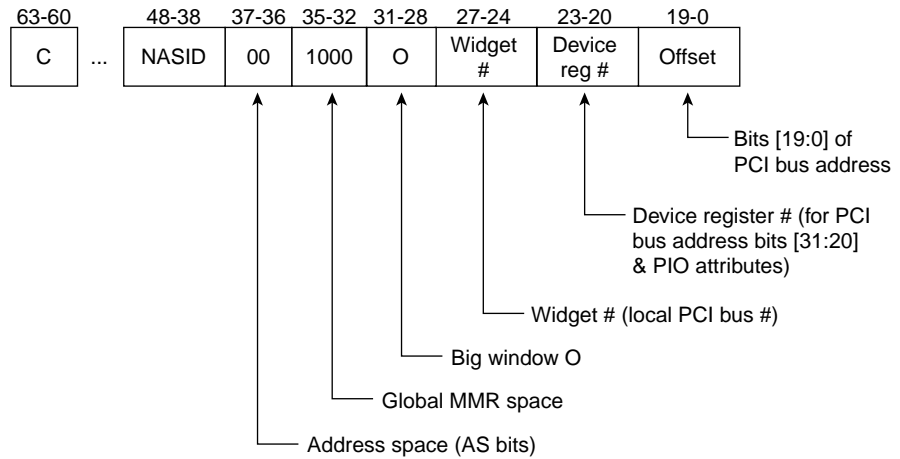 63-60 48-38 37-36 35-32 31-28 27-24 23-20 19-0
C ... NASID 00 1000 O Widget # Device reg # Offset
Bits [19:0] of
PCI bus address
Device register # (for PCI
bus address bits [31:20]
& PIO attributes)
Widget # (local PCI bus #)
Big window O
Global MMR space
Address space (AS bits)